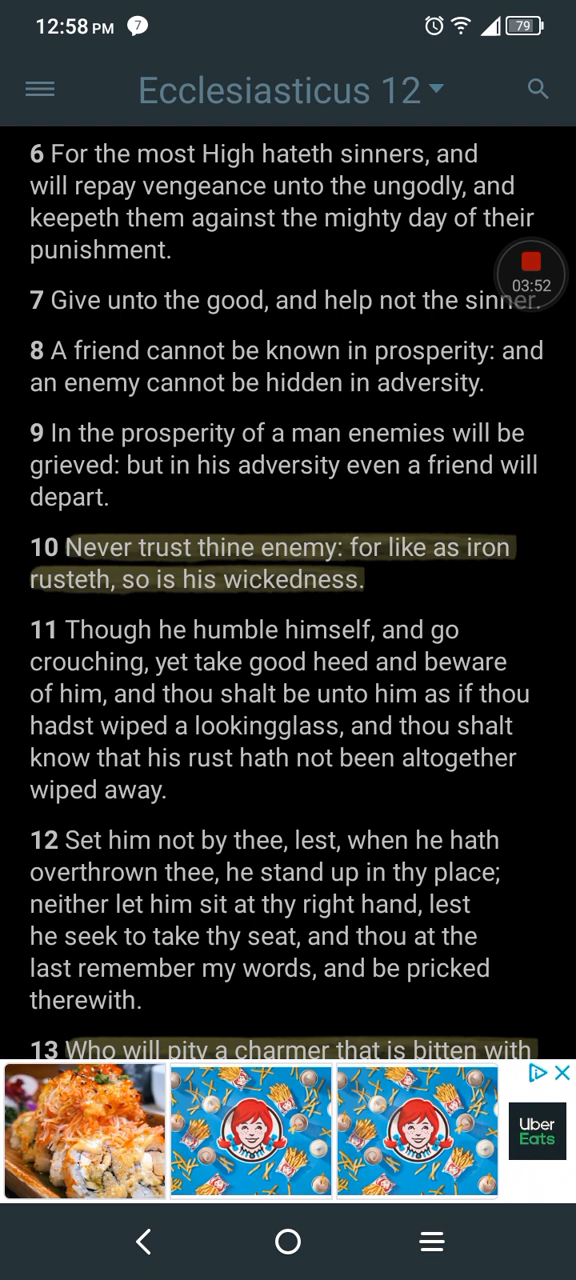 12:58 PM 7 79
Ecclesiasticus 12
6 For the most High hateth sinners, and
will repay vengeance unto the ungodly, and
keepeth them against the mighty day of their
punishment.
7 Give unto the good, and help not the sinner.
03:52
8 A friend cannot be known in prosperity: and
an enemy cannot be hidden in adversity.
9 In the prosperity of a man enemies will be
grieved: but in his adversity even a friend will
depart.
10 Never trust thine enemy: for like as iron
rusteth, so is his wickedness.
11 Though he humble himself, and go
crouching, yet take good heed and beware
of him, and thou shalt be unto him as if thou
hadst wiped a lookingglass, and thou shalt
know that his rust hath not been altogether
wiped away.
12 Set him not by thee, lest, when he hath
overthrown thee, he stand up in thy place;
neither let him sit at thy right hand, lest
he seek to take thy seat, and thou at the
last remember my words, and be pricked
therewith.
13 Who will pity a charmer that is bitten with
Uber
Eats